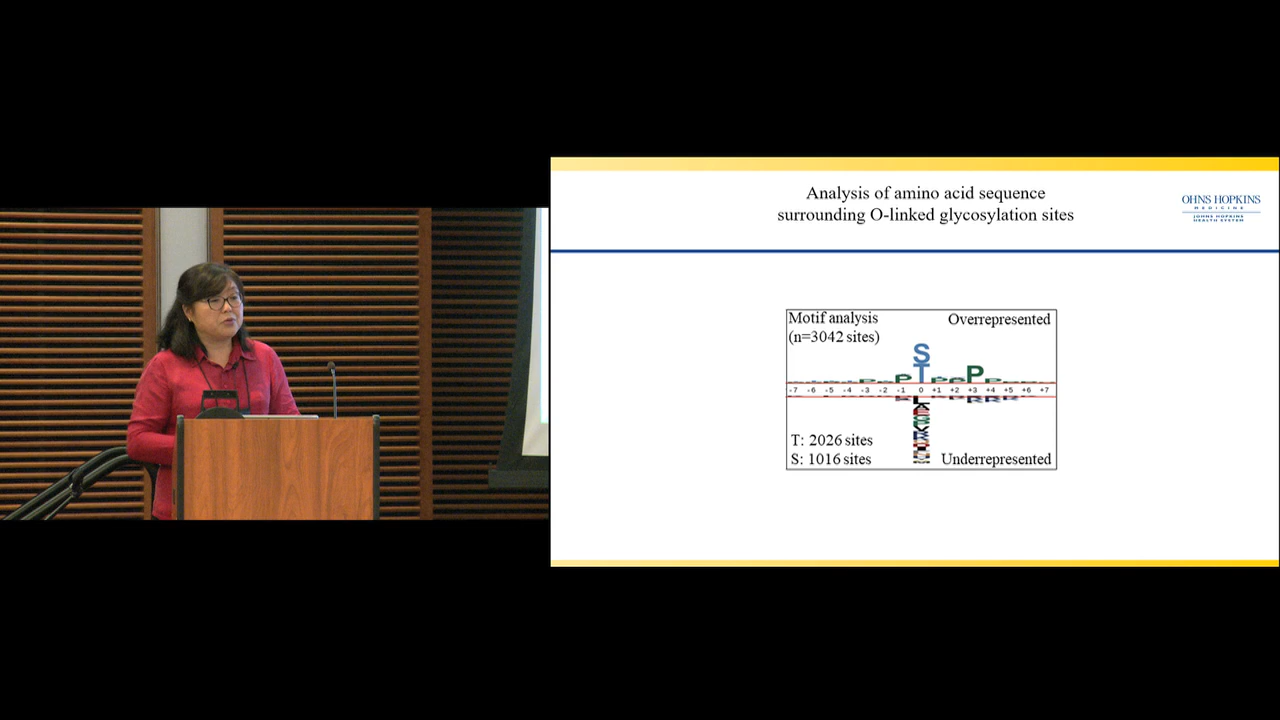 Analysis of amino acid sequence
surrounding O-linked glycosylation sites
OHNS HOPKINS
MEDICINE
JOHNS HOPKINS
HEALTH SYSTEM
Motif analysis
(n=3042 sites)
Overrepresented
S
T
P
P
-7 -6 -5 -4 -3 -2 -1 0 +1 +2 +3 +4 +5 +6 +7
T: 2026 sites
S: 1016 sites
Underrepresented